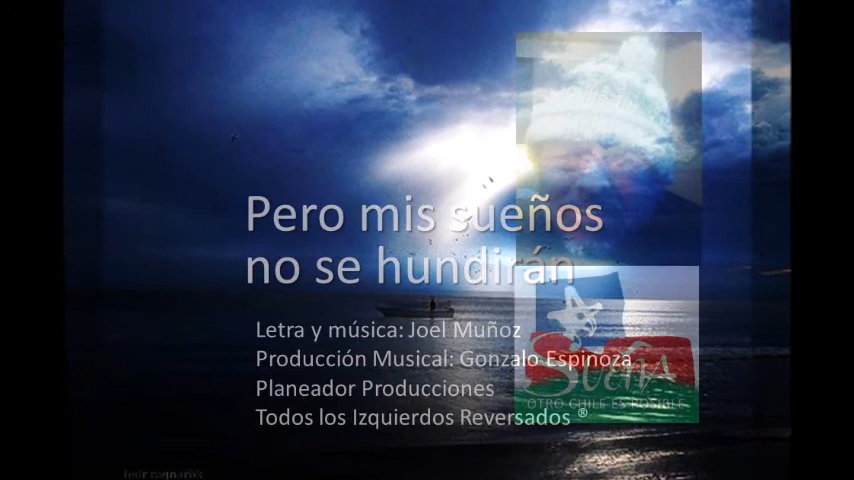 Pero mis sueños
no se hundirán
Letra y música: Joel Muñoz
Producción Musical: Gonzalo Espinoza
Planeador Producciones
Todos los Izquierdos Reversados ®
Sueña
OTRO CHILE ES POSIBLE